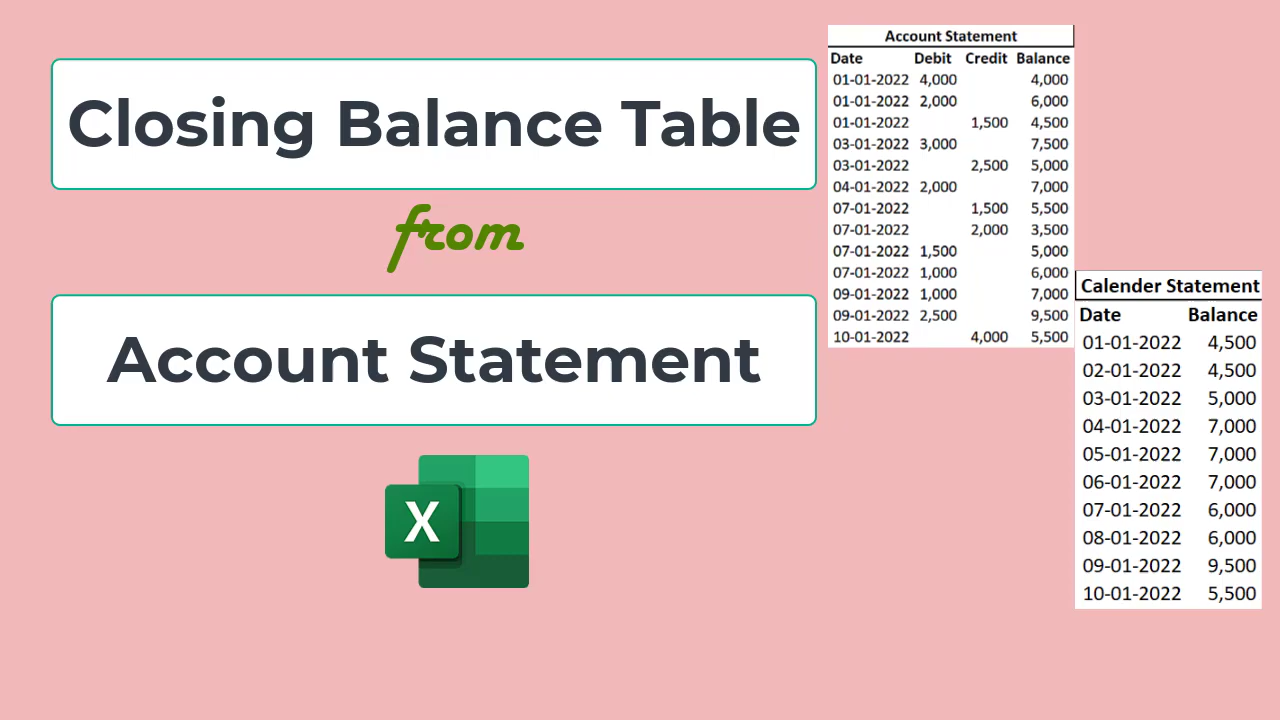 Closing Balance Table
from
Account Statement
X
Account Statement
Date Debit Credit Balance
01-01-2022 4,000 4,000
01-01-2022 2,000 6,000
01-01-2022 1,500 4,500
03-01-2022 3,000 7,500
03-01-2022 2,500 5,000
04-01-2022 2,000 7,000
07-01-2022 1,500 5,500
07-01-2022 2,000 3,500
07-01-2022 1,500 5,000
07-01-2022 1,000 6,000
09-01-2022 1,000 7,000
09-01-2022 2,500 9,500
10-01-2022 4,000 5,500
Calender Statement
Date Balance
01-01-2022 4,500
02-01-2022 4,500
03-01-2022 5,000
04-01-2022 7,000
05-01-2022 7,000
06-01-2022 7,000
07-01-2022 6,000
08-01-2022 6,000
09-01-2022 9,500
10-01-2022 5,500